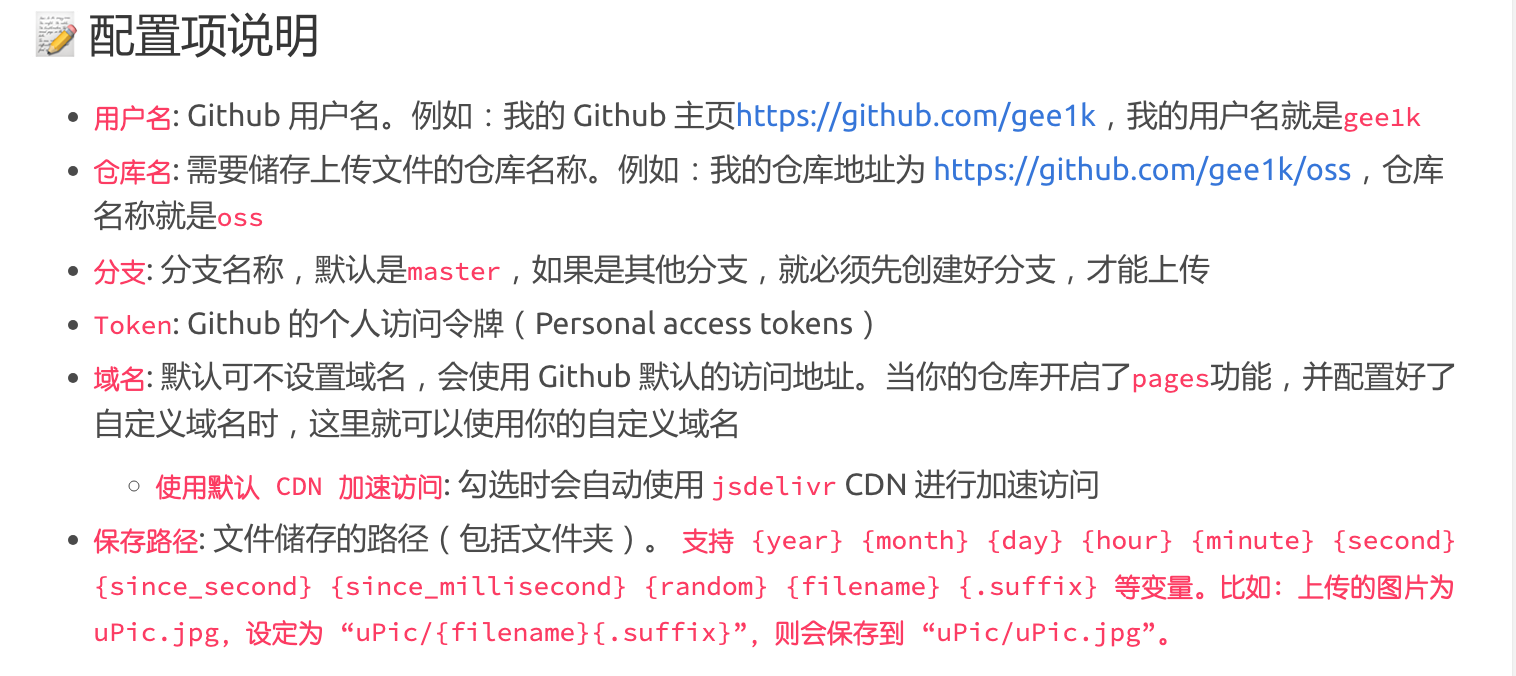 📝 配置项说明
• 用户名: Github 用户名。例如：我的 Github 主页https://github.com/gee1k，我的用户名就是gee1k
• 仓库名: 需要储存上传文件的仓库名称。例如：我的仓库地址为 https://github.com/gee1k/oss，仓库
名称就是oss
• 分支: 分支名称，默认是master，如果是其他分支，就必须先创建好分支，才能上传
• Token: Github 的个人访问令牌（Personal access tokens）
• 域名: 默认可不设置域名，会使用 Github 默认的访问地址。当你的仓库开启了pages功能，并配置好了
自定义域名时，这里就可以使用你的自定义域名
◦ 使用默认 CDN 加速访问: 勾选时会自动使用 jsdelivr CDN 进行加速访问
• 保存路径: 文件储存的路径（包括文件夹）。 支持 {year} {month} {day} {hour} {minute} {second}
{since_second} {since_millisecond} {random} {filename} {.suffix} 等变量。比如：上传的图片为
uPic.jpg，设定为 “uPic/{filename}{.suffix}”，则会保存到 “uPic/uPic.jpg”。